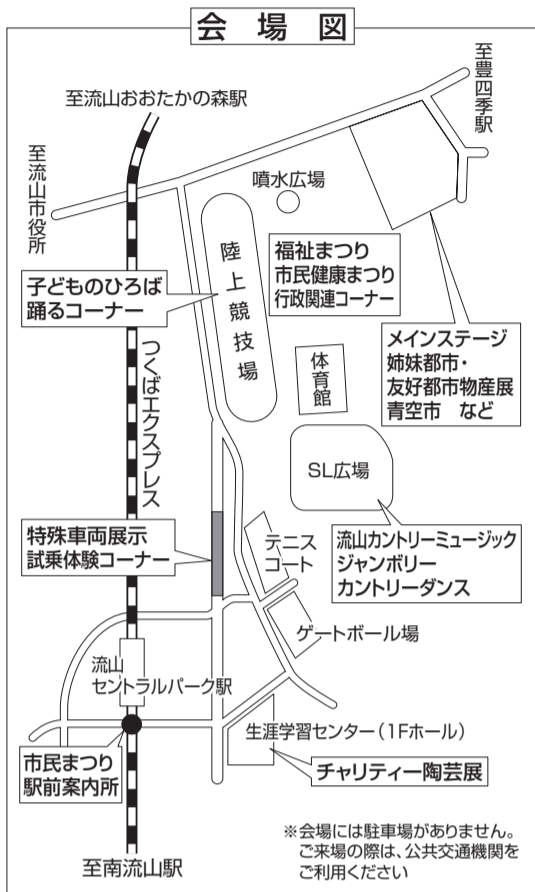 会場図
至流山おおたかの森駅
至豊四季駅
至流山市役所
噴水広場
陸上競技場
福祉まつり
市民健康まつり
行政関連コーナー
子どものひろば
踊るコーナー
メインステージ
姉妹都市・
友好都市物産展
青空市　など
体育館
つくばエクスプレス
SL広場
特殊車両展示
試乗体験コーナー
テニス
コート
流山カントリーミュージック
ジャンボリー
カントリーダンス
ゲートボール場
流山
セントラルパーク駅
生涯学習センター（1Fホール）
市民まつり
駅前案内所
チャリティー陶芸展
※会場には駐車場がありません。
ご来場の際は、公共交通機関を
ご利用ください
至南流山駅